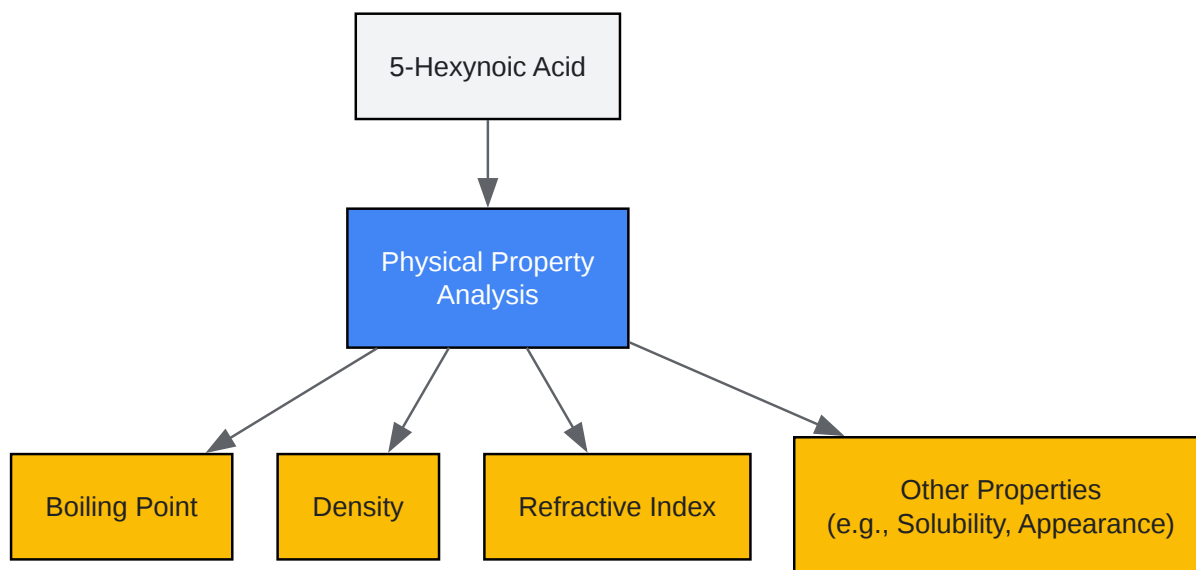 5-Hexynoic Acid
Physical Property
Analysis
Boiling Point
Density
Refractive Index
Other Properties
(e.g., Solubility, Appearance)